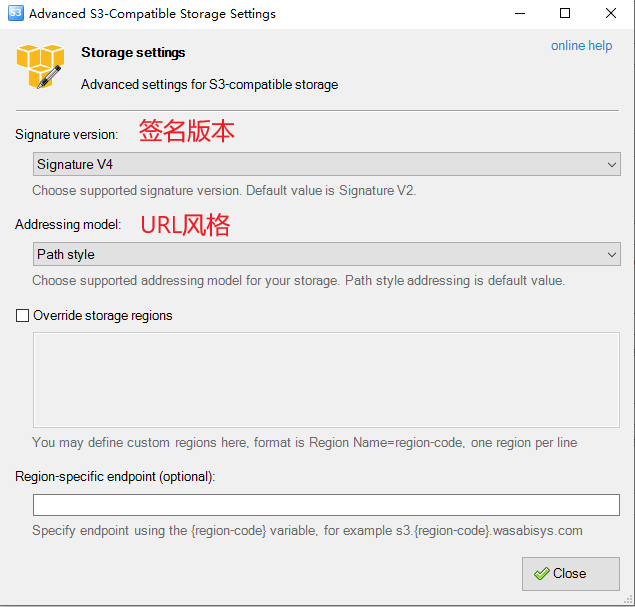 S3 Advanced S3-Compatible Storage Settings
Storage settings
online help
Advanced settings for S3-compatible storage
Signature version: 签名版本
Signature V4
Choose supported signature version. Default value is Signature V2.
Addressing model: URL风格
Path style
Choose supported addressing model for your storage. Path style addressing is default value.
Override storage regions
You may define custom regions here, format is Region Name=region-code, one region per line
Region-specific endpoint (optional):
Specify endpoint using the {region-code} variable, for example s3.{region-code}.wasabisys.com
Close